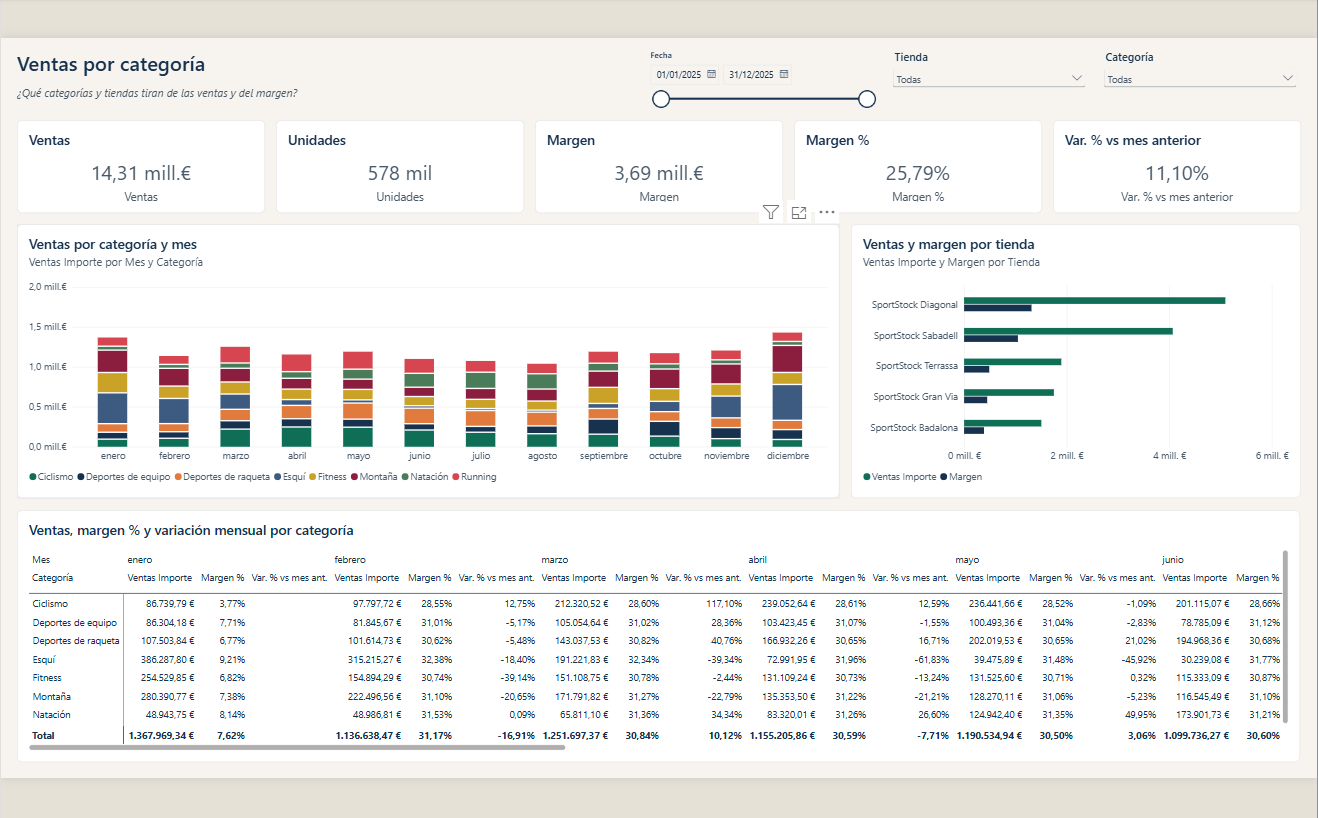 Ventas por categoría
¿Qué categorías y tiendas tiran de las ventas y del margen?
Fecha
01/01/2025 31/12/2025
Tienda
Todas
Categoría
Todas
Ventas
14,31 mill.€
Ventas
Unidades
578 mil
Unidades
Margen
3,69 mill.€
Margen
Margen %
25,79%
Margen %
Var. % vs mes anterior
11,10%
Var. % vs mes anterior
Ventas por categoría y mes
Ventas Importe por Mes y Categoría
2,0 mill.€
1,5 mill.€
1,0 mill.€
0,5 mill.€
0,0 mill.€
enero febrero marzo abril mayo junio julio agosto septiembre octubre noviembre diciembre
Ciclismo Deportes de equipo Deportes de raqueta Esquí Fitness Montaña Natación Running
Ventas y margen por tienda
Ventas Importe y Margen por Tienda
SportStock Diagonal
SportStock Sabadell
SportStock Terrassa
SportStock Gran Via
SportStock Badalona
0 mill. € 2 mill. € 4 mill. € 6 mill. €
Ventas Importe Margen
Ventas, margen % y variación mensual por categoría
Mes enero febrero marzo abril mayo junio
Categoría Ventas Importe Margen % Var. % vs mes ant. Ventas Importe Margen % Var. % vs mes ant. Ventas Importe Margen % Var. % vs mes ant. Ventas Importe Margen % Var. % vs mes ant. Ventas Importe Margen % Var. % vs mes ant. Ventas Importe Margen %
Ciclismo 86.739,79 € 3,77% 97.797,72 € 28,55% 12,75% 212.320,52 € 28,60% 117,10% 239.052,64 € 28,61% 12,59% 236.441,66 € 28,52% -1,09% 201.115,07 € 28,66%
Deportes de equipo 86.304,18 € 7,71% 81.845,67 € 31,01% -5,17% 105.054,64 € 31,02% 28,36% 103.423,45 € 31,07% -1,55% 100.493,36 € 31,04% -2,83% 78.785,09 € 31,12%
Deportes de raqueta 107.503,84 € 6,77% 101.614,73 € 30,62% -5,48% 143.037,53 € 30,82% 40,76% 166.932,26 € 30,65% 16,71% 202.019,53 € 30,65% 21,02% 194.968,36 € 30,68%
Esquí 386.287,80 € 9,21% 315.215,27 € 32,38% -18,40% 191.221,83 € 32,34% -39,34% 72.991,95 € 31,96% -61,83% 39.475,89 € 31,48% -45,92% 30.239,08 € 31,77%
Fitness 254.529,85 € 6,82% 154.894,29 € 30,74% -39,14% 151.108,75 € 30,78% -2,44% 131.109,24 € 30,73% -13,24% 131.525,60 € 30,71% 0,32% 115.333,09 € 30,87%
Montaña 280.390,77 € 7,38% 222.496,56 € 31,10% -20,65% 171.791,82 € 31,27% -22,79% 135.353,50 € 31,22% -21,21% 128.270,11 € 31,06% -5,23% 116.545,49 € 31,10%
Natación 48.943,75 € 8,14% 48.986,81 € 31,53% 0,09% 65.811,10 € 31,36% 34,34% 83.320,01 € 31,26% 26,60% 124.942,40 € 31,35% 49,95% 173.901,73 € 31,21%
Total 1.367.969,34 € 7,62% 1.136.638,47 € 31,17% -16,91% 1.251.697,37 € 30,84% 10,12% 1.155.205,86 € 30,59% -7,71% 1.190.534,94 € 30,50% 3,06% 1.099.736,27 € 30,60%